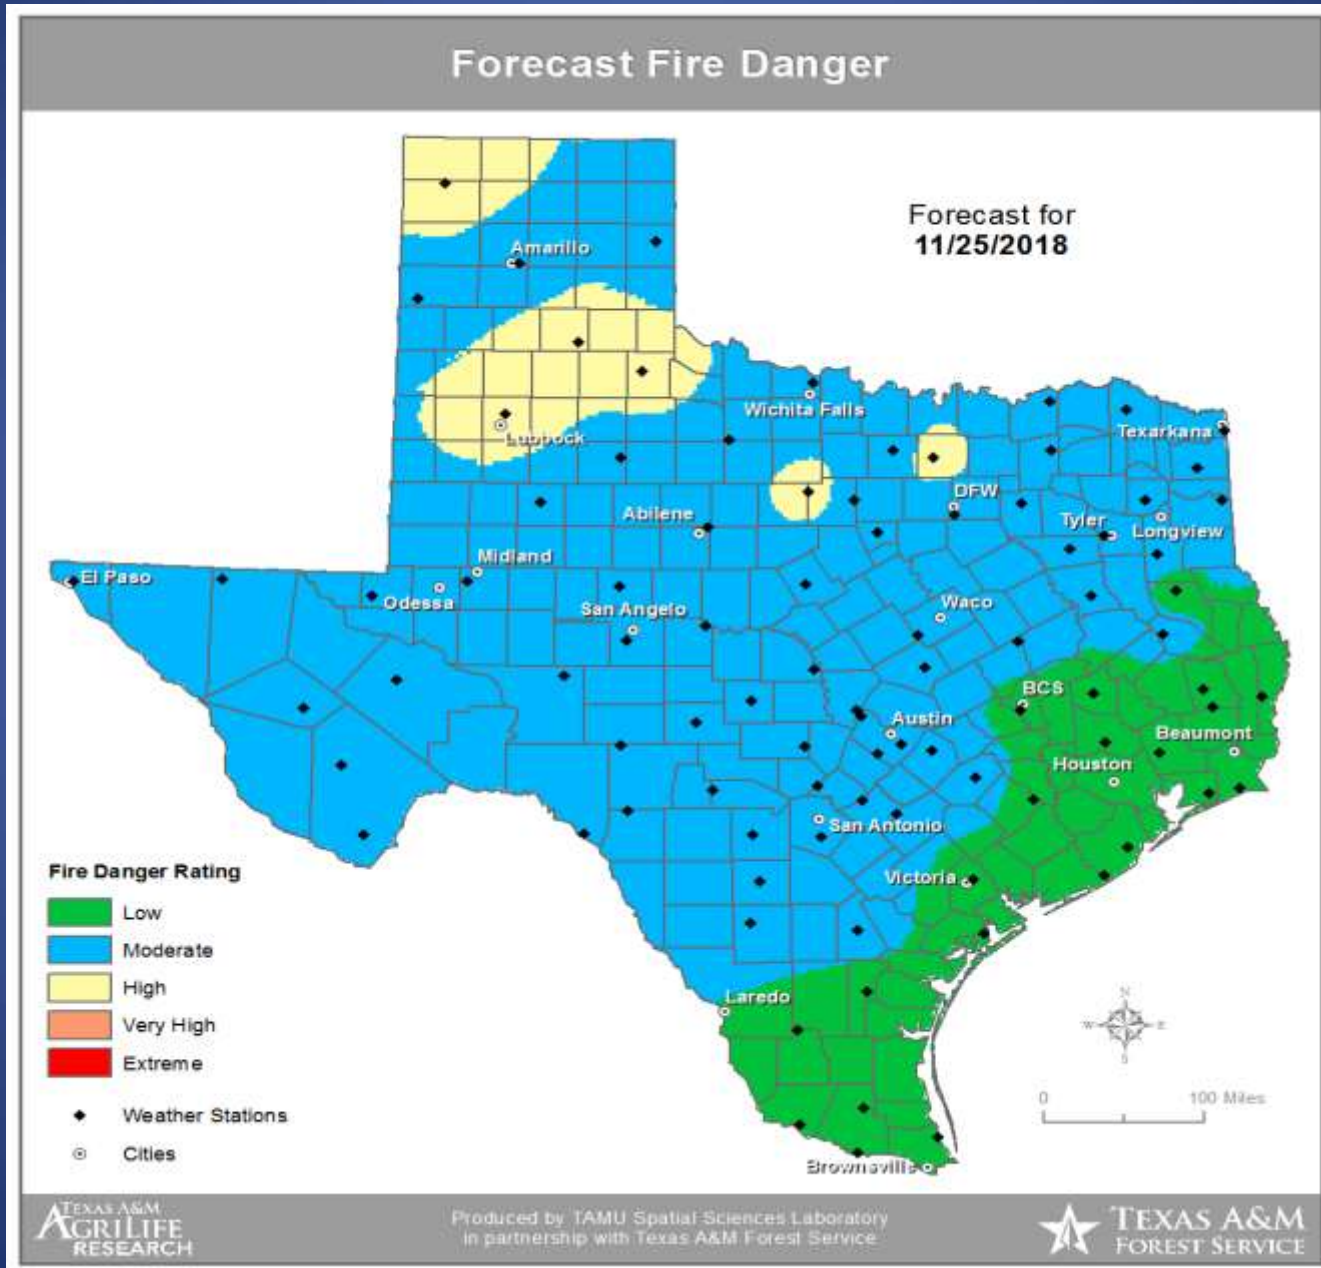 Forecast Fire Danger
Forecast for
11/25/2018
Amarillo
Wichita Falls
Lubbock
Texarkana
DFW
Abilene
Tyler
Longview
Midland
El Paso
Odessa
San Angelo
Waco
BCS
Austin
Beaumont
Houston
San Antonio
Victoria
Laredo
Brownsville
Fire Danger Rating
Low
Moderate
High
Very High
Extreme
Weather Stations
Cities
N
W
E
S
0
100 Miles
TEXAS A&M
AGRILIFE
RESEARCH
Produced by TAMU Spatial Sciences Laboratory
in partnership with Texas A&M Forest Service
TEXAS A&M
FOREST SERVICE